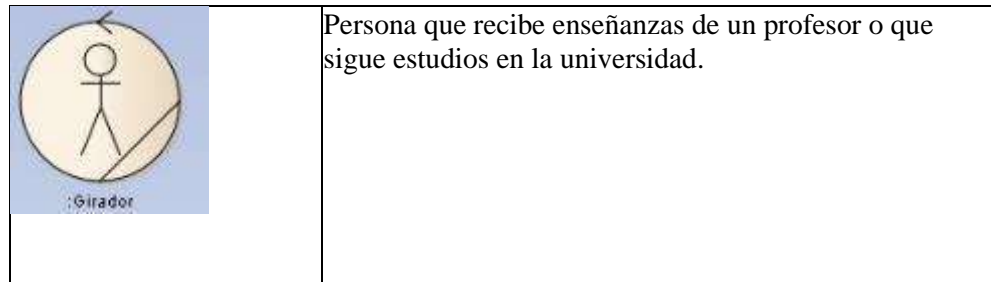 Persona que recibe enseñanzas de un profesor o que
sigue estudios en la universidad.
:Girador